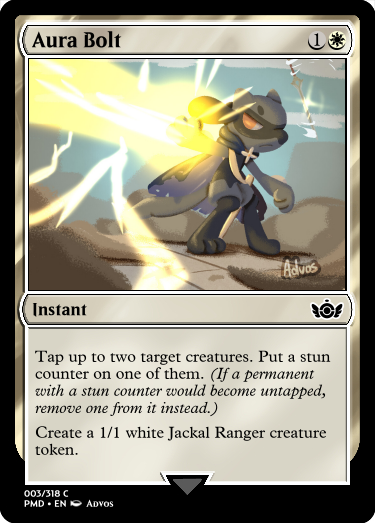 Aura Bolt 1
Advos
Instant
Tap up to two target creatures. Put a stun
counter on one of them. (If a permanent
with a stun counter would become untapped,
remove one from it instead.)
Create a 1/1 white Jackal Ranger creature
token.
003/318 C
PMD • EN Advos